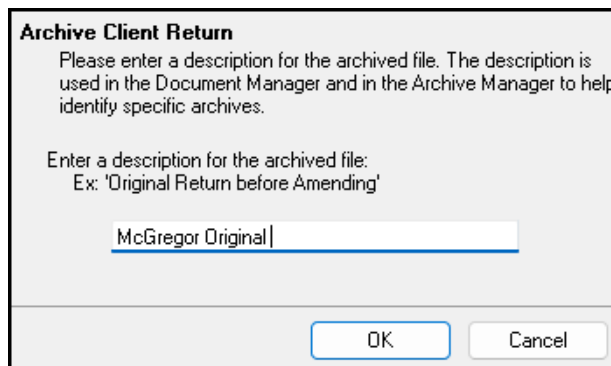 Archive Client Return
Please enter a description for the archived file. The description is
used in the Document Manager and in the Archive Manager to help
identify specific archives.
Enter a description for the archived file:
Ex: 'Original Return before Amending'
McGregor Original
OK
Cancel